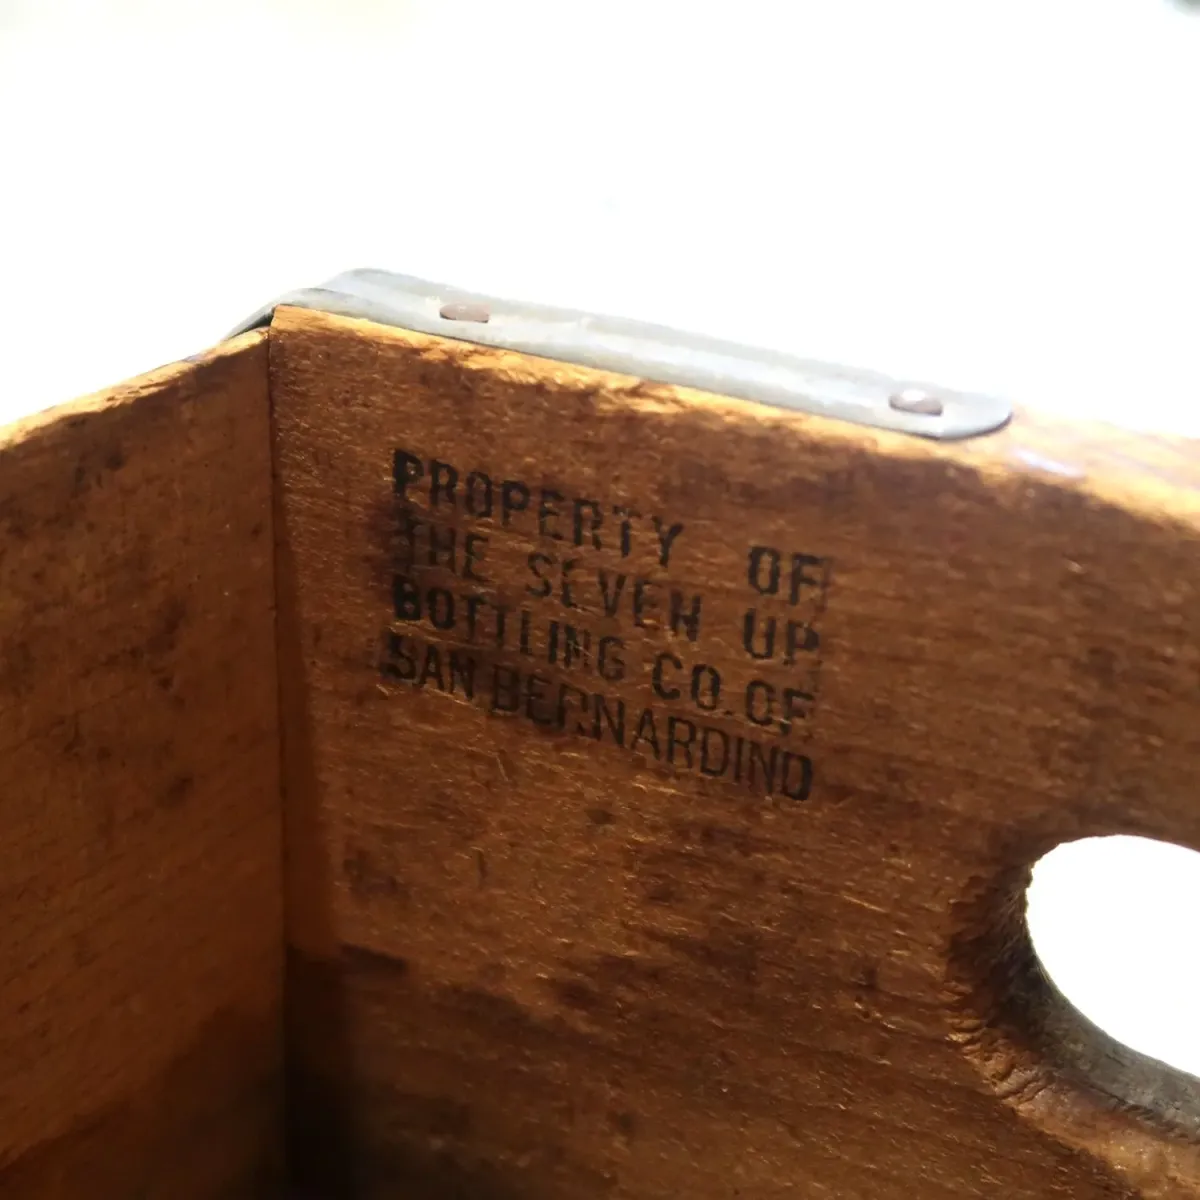 PROPERTY OF
THE SEVEN UP
BOTTLING CO. OF
SAN BERNARDINO